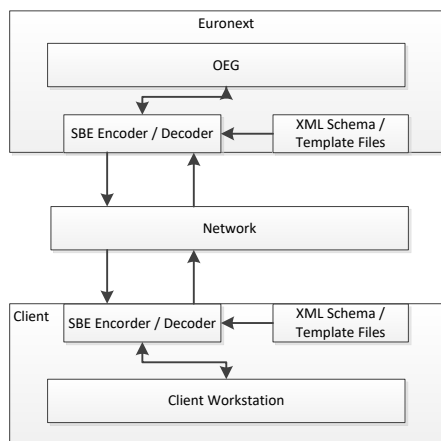 Euronext
OEG
SBE Encoder / Decoder
XML Schema /
Template Files
Network
Client
SBE Encorder / Decoder
XML Schema /
Template Files
Client Workstation